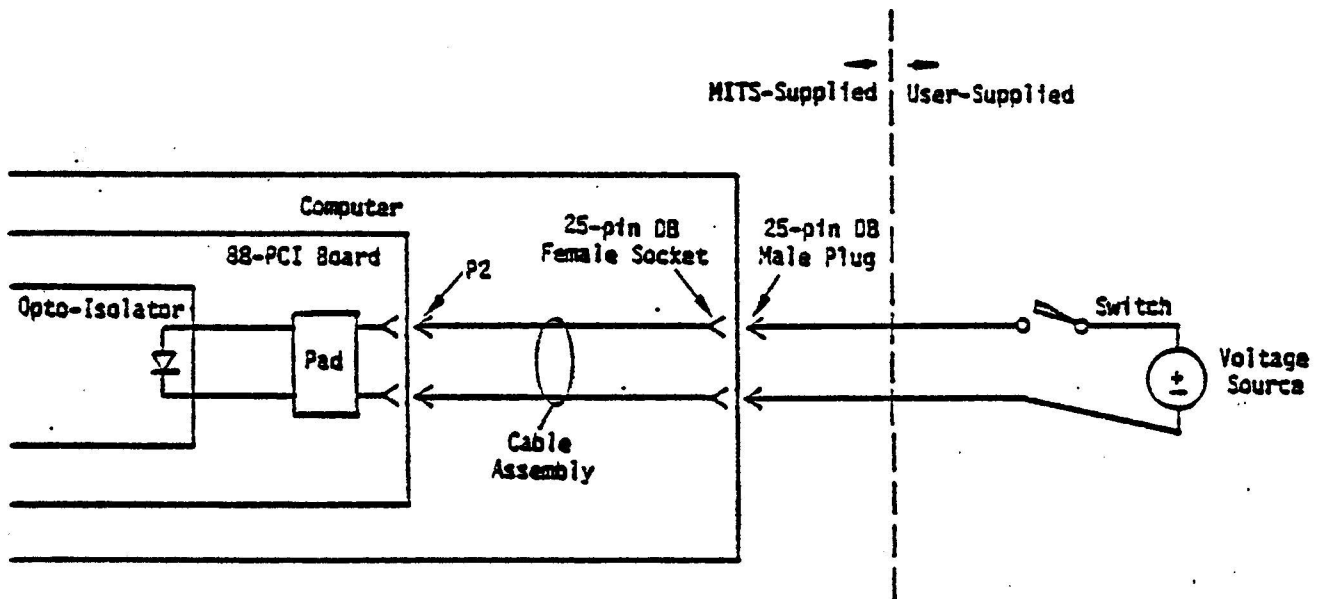 MITS-Supplied
User-Supplied
Computer
88-PCI Board
P2
25-pin DB
Female Socket
25-pin DB
Male Plug
Opto-Isolator
Pad
Switch
Voltage
Source
Cable
Assembly